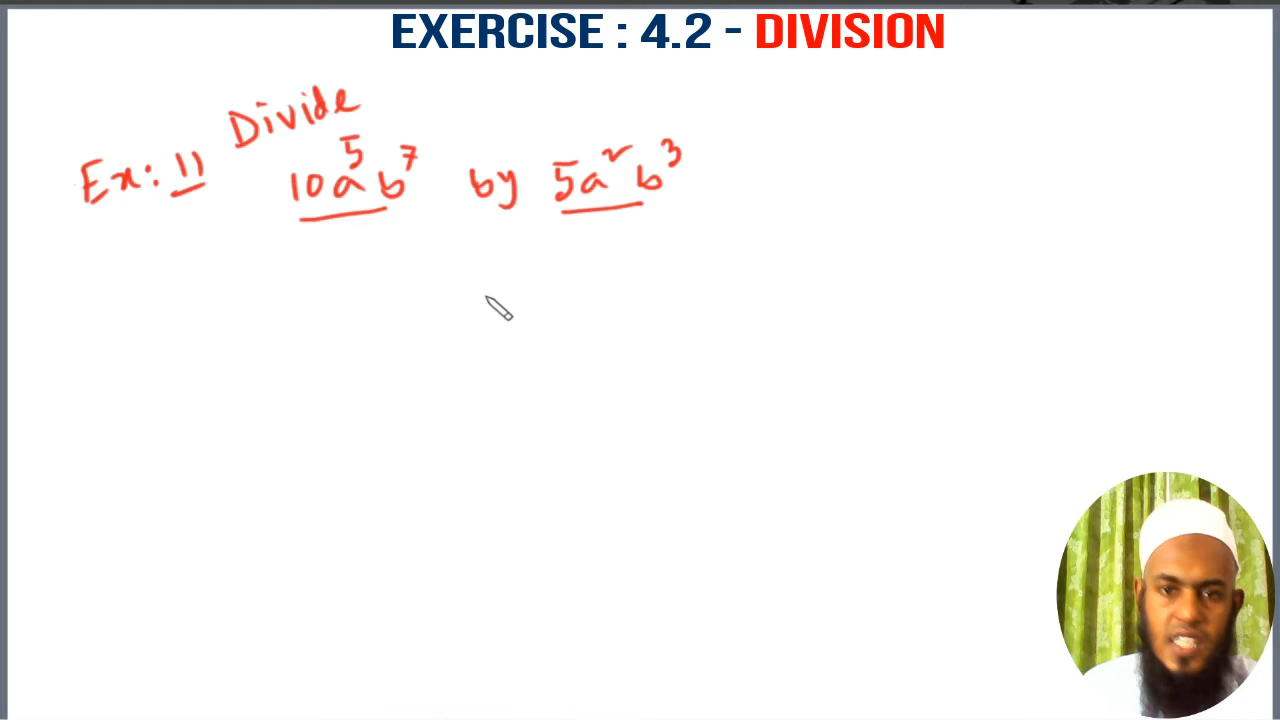 EXERCISE : 4.2 - DIVISION
Divide
Ex: 11 10a⁵b⁷ by 5a²b³